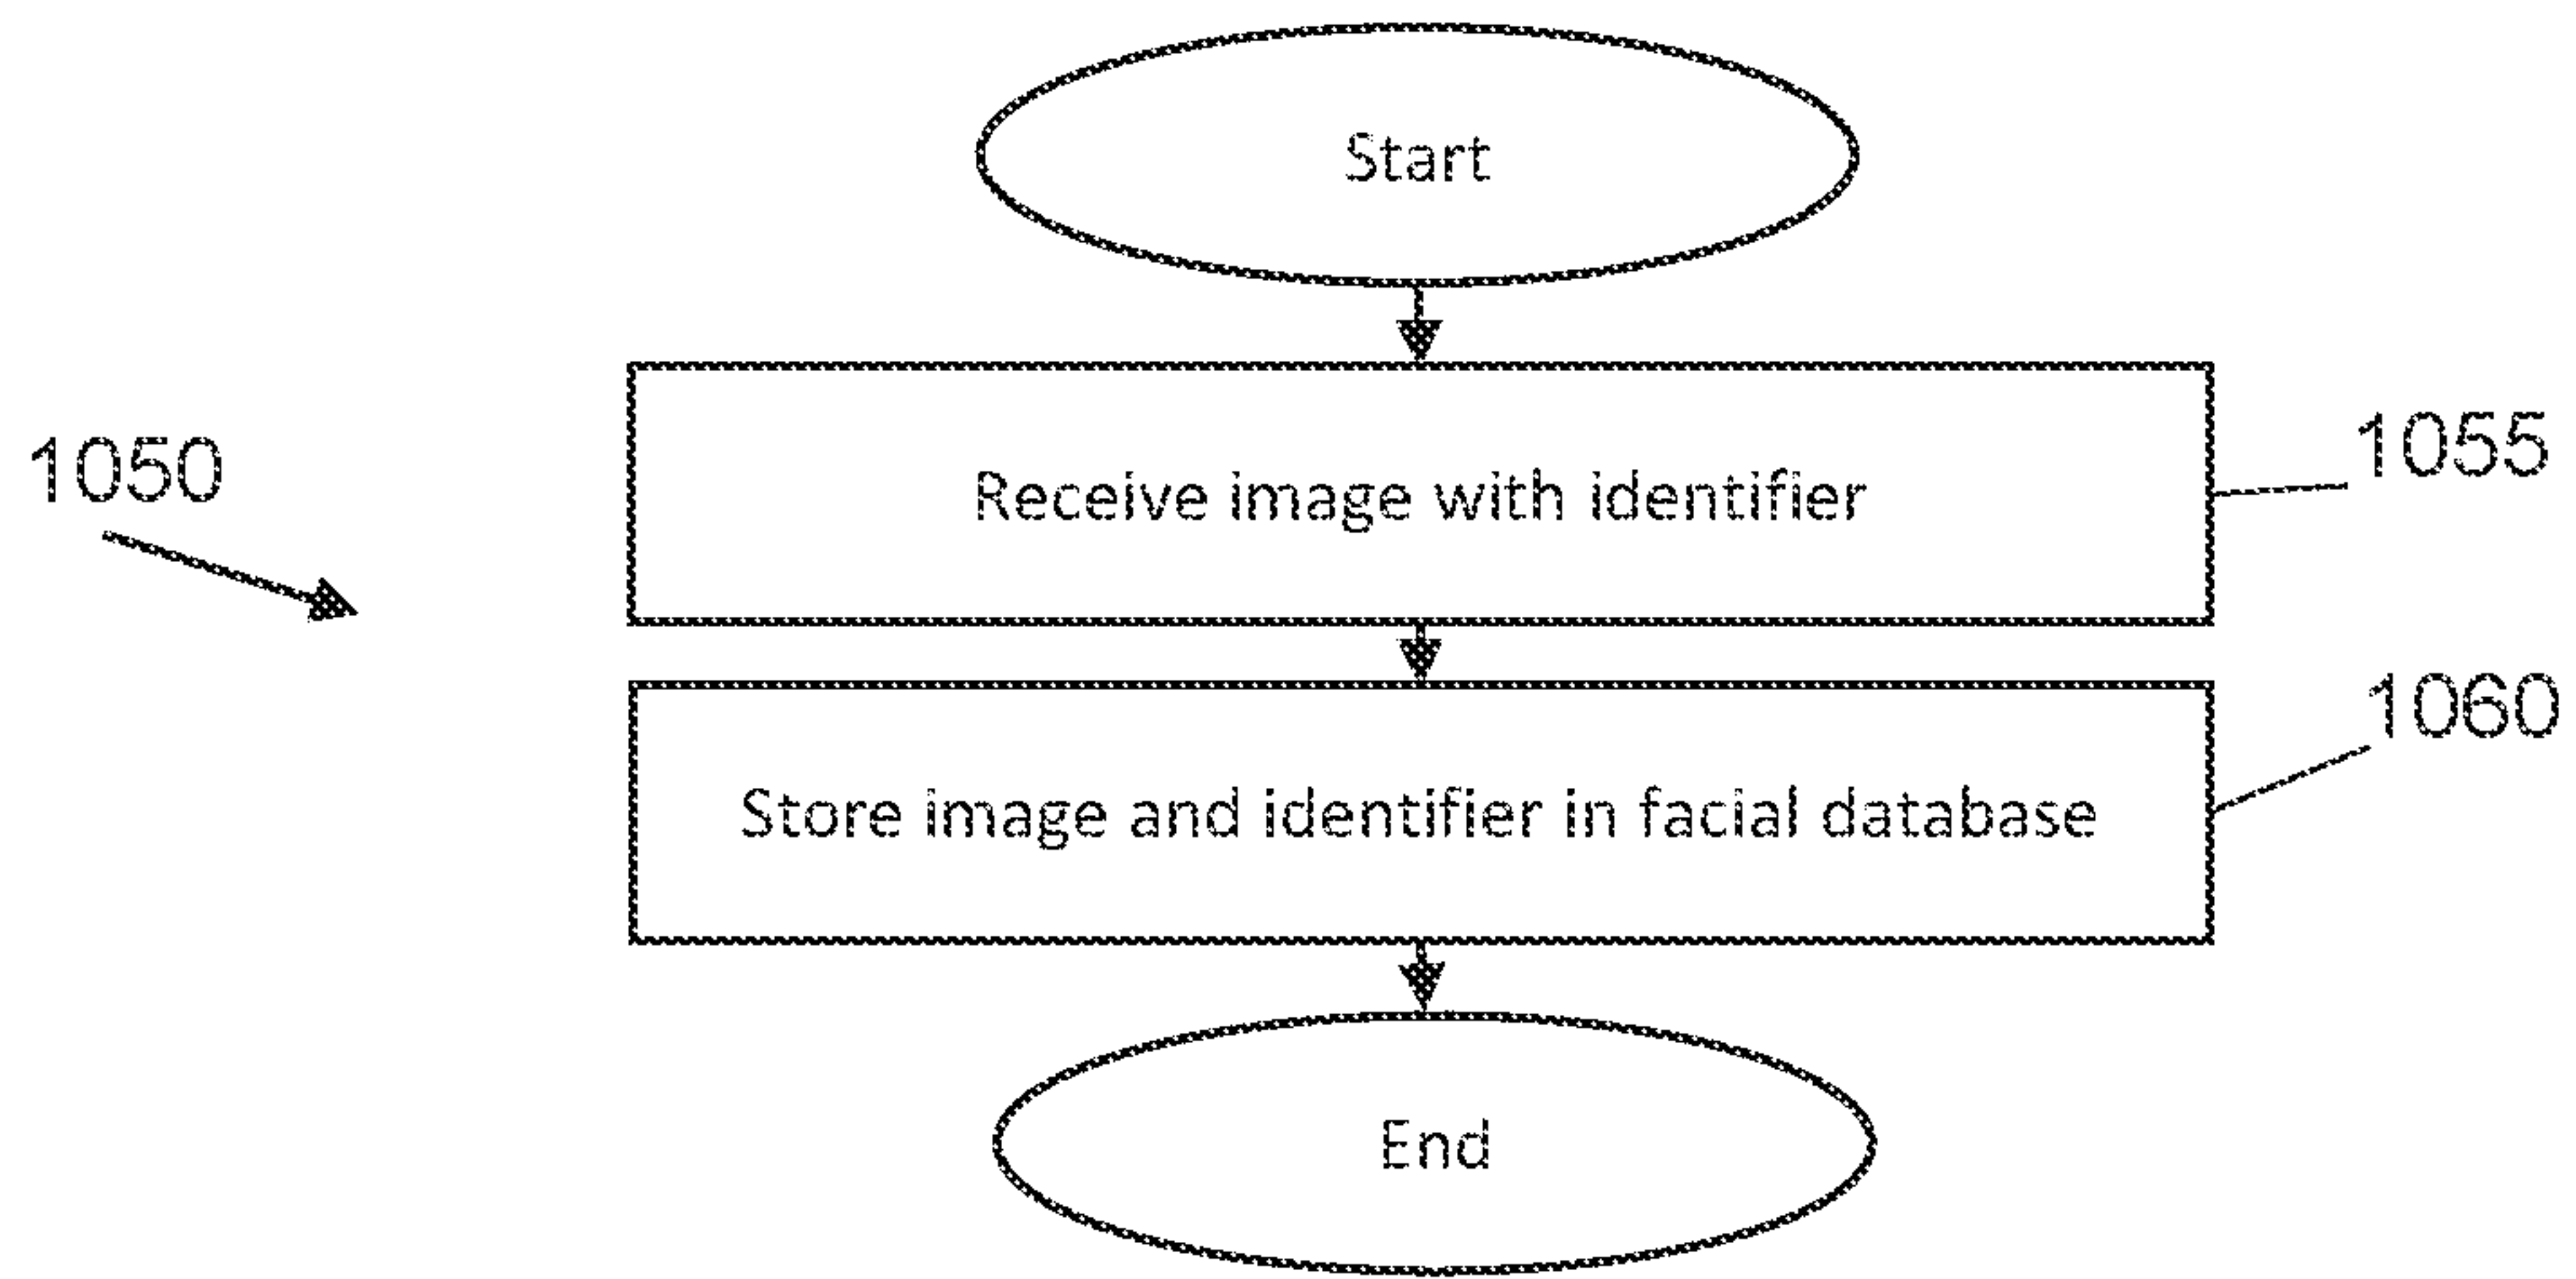 Start
1050
Receive image with identifier
1055
Store image and identifier in facial database
1060
End